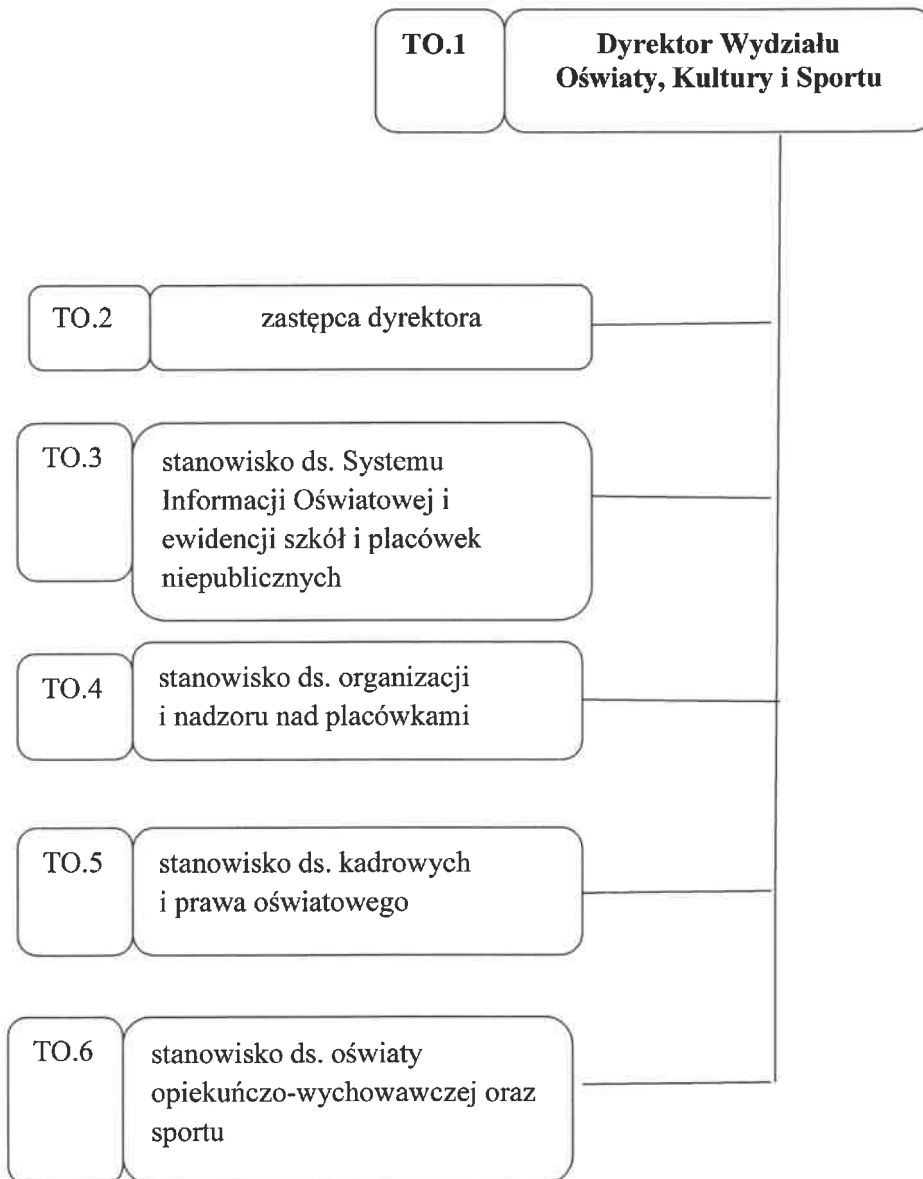 TO.1
Dyrektor Wydziału
Oświaty, Kultury i Sportu
TO.2
zastępca dyrektora
TO.3
stanowisko ds. Systemu
Informacji Oświatowej i
ewidencji szkół i placówek
niepublicznych
TO.4
stanowisko ds. organizacji
i nadzoru nad placówkami
TO.5
stanowisko ds. kadrowych
i prawa oświatowego
TO.6
stanowisko ds. oświaty
opiekuńczo-wychowawczej oraz
sportu